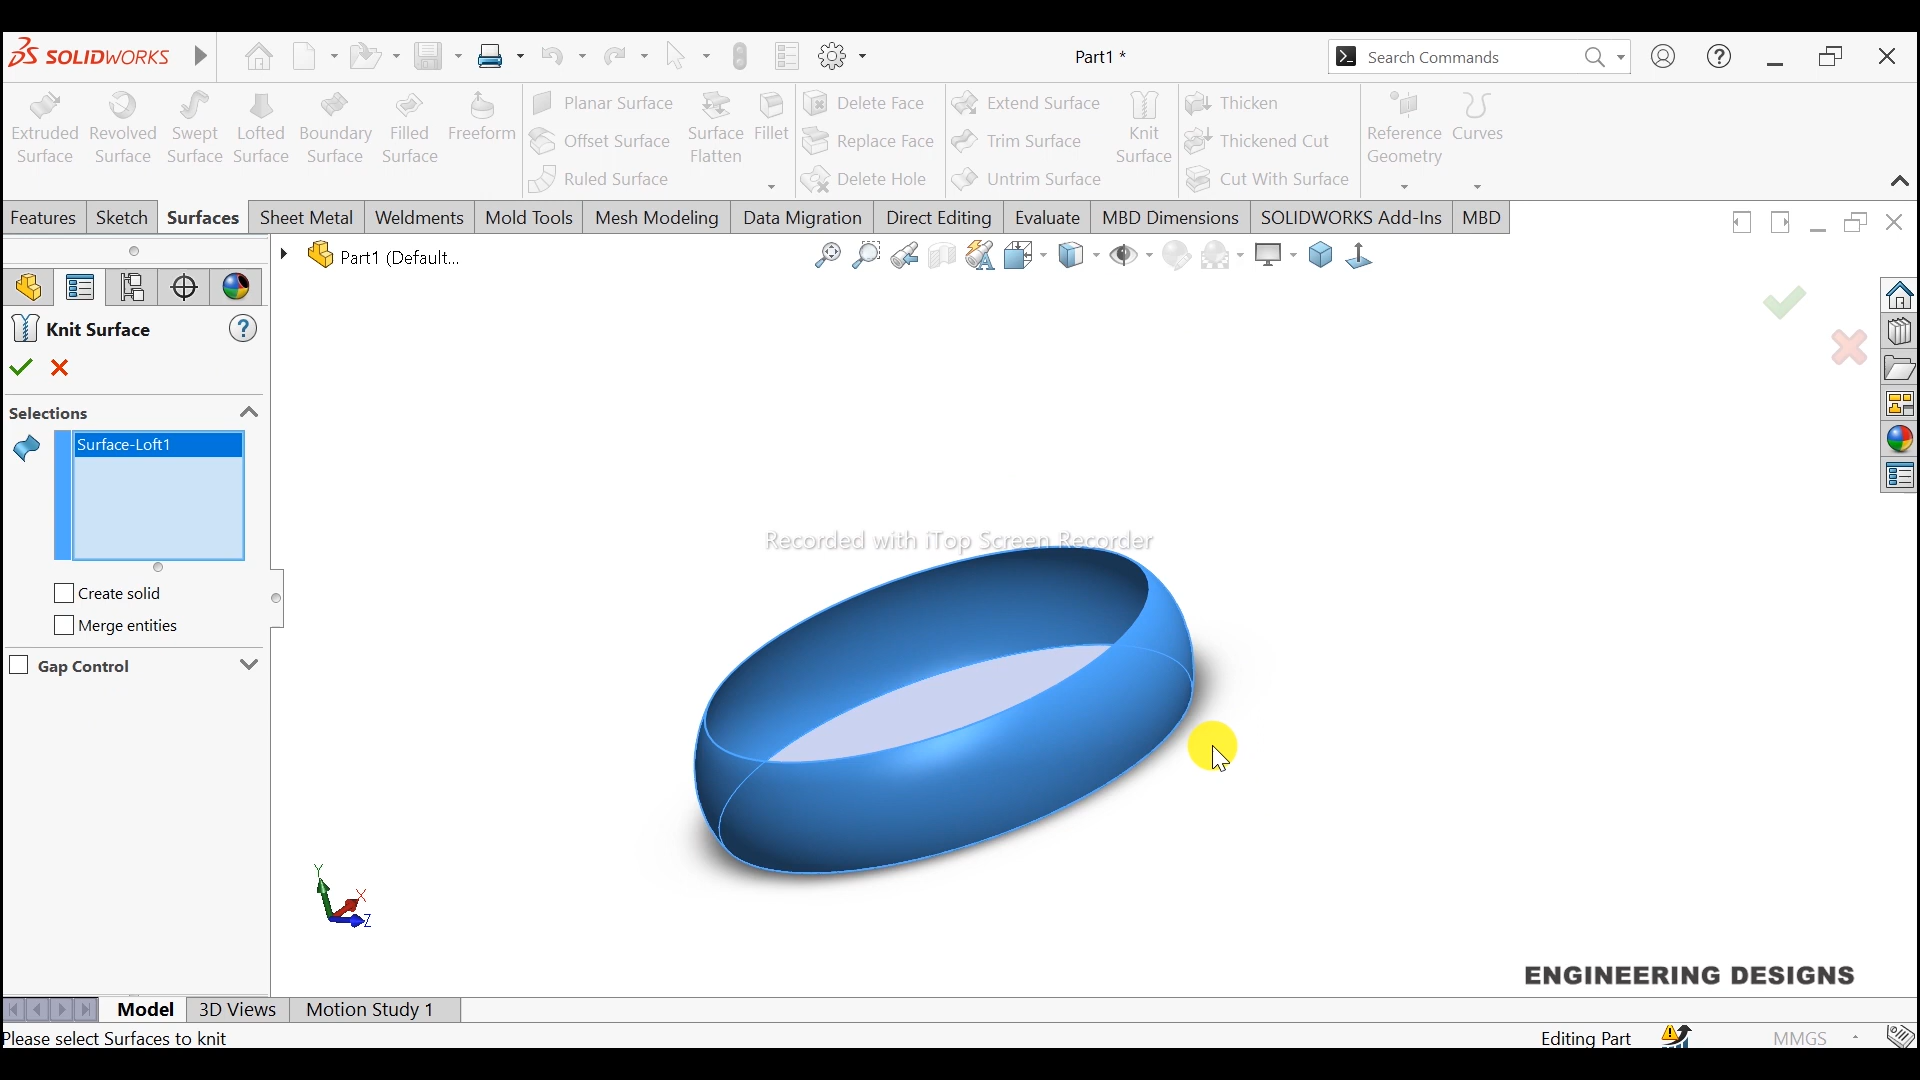 SOLIDWORKS
Part1 *
Search Commands
Extruded Surface
Revolved Surface
Swept Surface
Lofted Surface
Boundary Surface
Filled Surface
Freeform
Planar Surface
Offset Surface
Ruled Surface
Surface Flatten
Fillet
Delete Face
Replace Face
Delete Hole
Extend Surface
Trim Surface
Untrim Surface
Knit Surface
Thicken
Thickened Cut
Cut With Surface
Reference Geometry
Curves
Features
Sketch
Surfaces
Sheet Metal
Weldments
Mold Tools
Mesh Modeling
Data Migration
Direct Editing
Evaluate
MBD Dimensions
SOLIDWORKS Add-Ins
MBD
Part1 (Default...
Knit Surface
Selections
Surface-Loft1
Create solid
Merge entities
Gap Control
Recorded with iTop Screen Recorder
Y
X
Z
ENGINEERING DESIGNS
Model
3D Views
Motion Study 1
Please select Surfaces to knit
Editing Part
MMGS